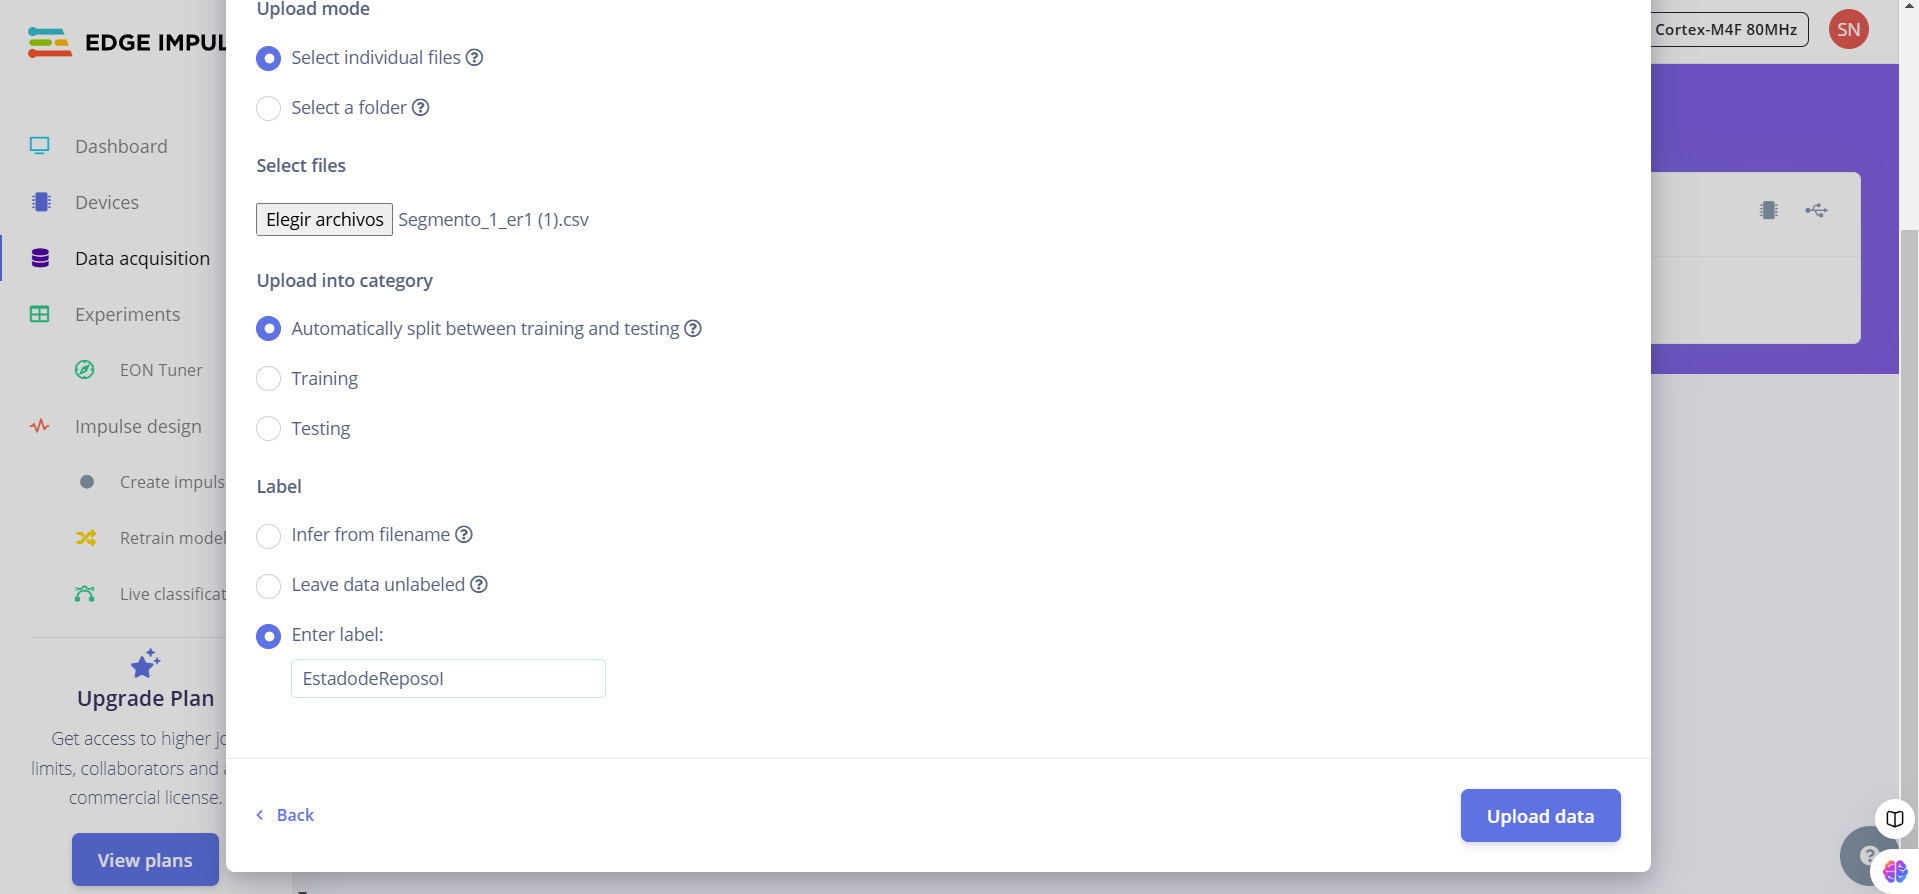 EDGE IMPUL
Cortex-M4F 80MHz
SN
Dashboard
Devices
Data acquisition
Experiments
EON Tuner
Impulse design
Create impuls
Retrain model
Live classificat
Upgrade Plan
Get access to higher jo
limits, collaborators and a
commercial license.
View plans
Upload mode
Select individual files ?
Select a folder ?
Select files
Elegir archivos Segmento_1_er1 (1).csv
Upload into category
Automatically split between training and testing ?
Training
Testing
Label
Infer from filename ?
Leave data unlabeled ?
Enter label:
EstadodeReposoI
Back
Upload data
?